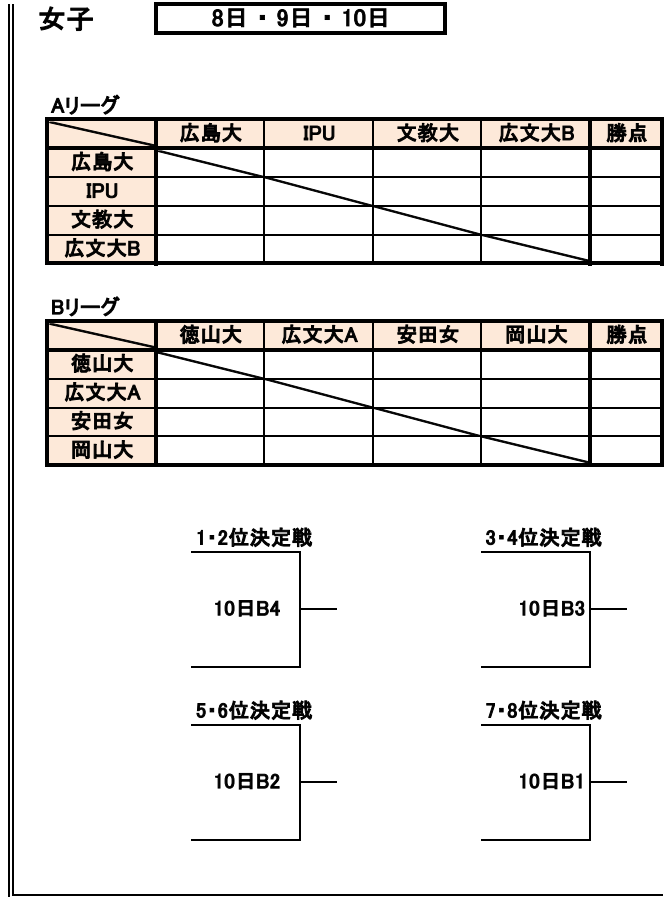 女子 8日・9日・10日
Aリーグ
広島大 IPU 文教大 広文大B 勝点
広島大
IPU
文教大
広文大B
Bリーグ
徳山大 広文大A 安田女 岡山大 勝点
徳山大
広文大A
安田女
岡山大
1・2位決定戦 3・4位決定戦
10日B4 10日B3
5・6位決定戦 7・8位決定戦
10日B2 10日B1